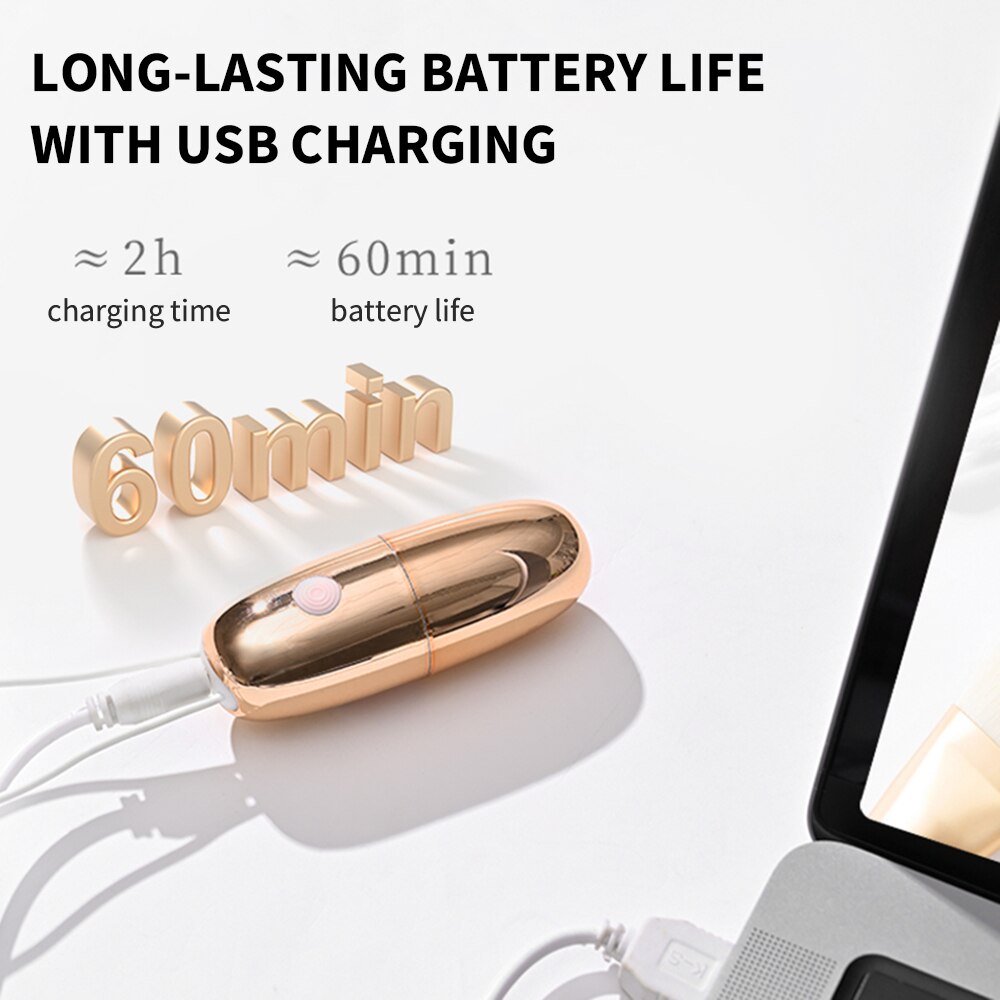 LONG-LASTING BATTERY LIFE
WITH USB CHARGING
≈ 2h ≈ 60min
charging time battery life
60min